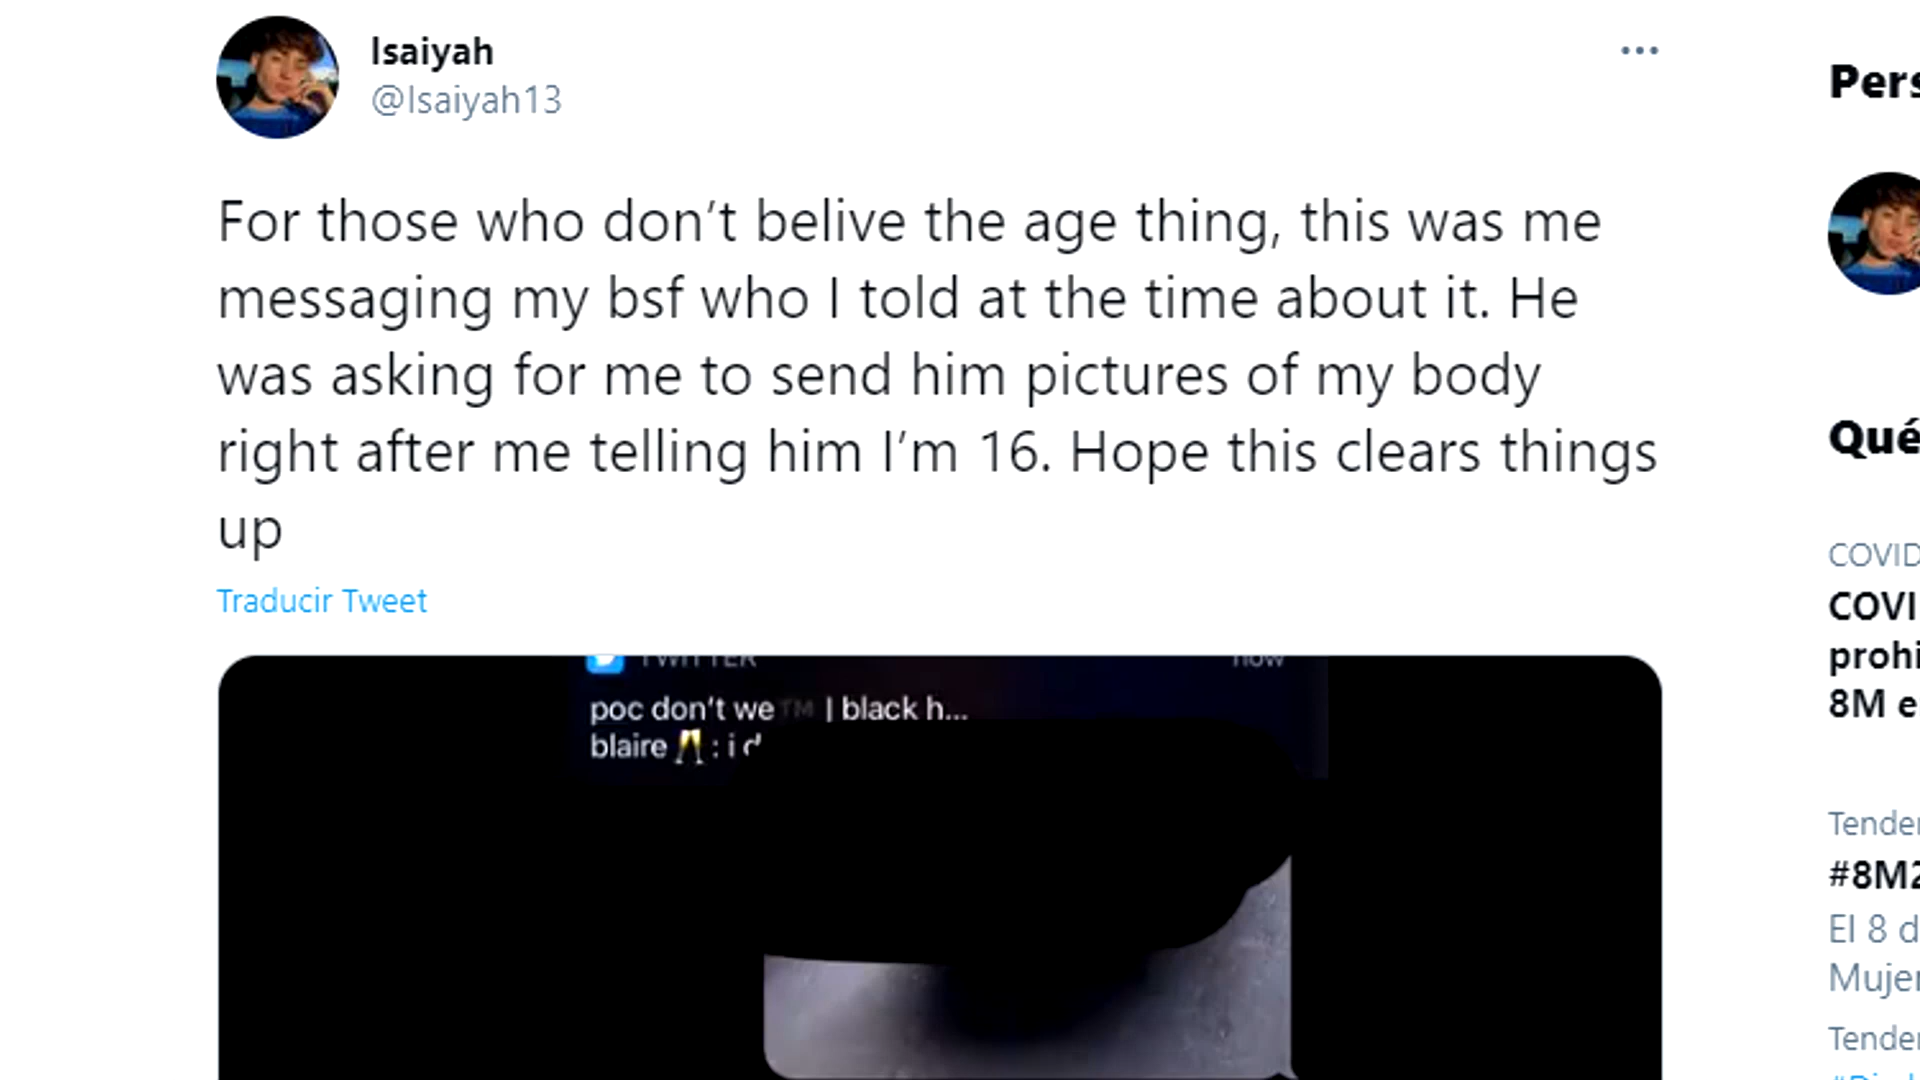 Isaiyah
@Isaiyah13
For those who don’t belive the age thing, this was me
messaging my bsf who I told at the time about it. He
was asking for me to send him pictures of my body
right after me telling him I’m 16. Hope this clears things
up
Traducir Tweet
TWITTER now
poc don’t we™ | black h...
blaire 🥂 : i d
Pers
Qué
COVID
COVI
prohi
8M e
Tender
#8M2
El 8 d
Mujer
Tender